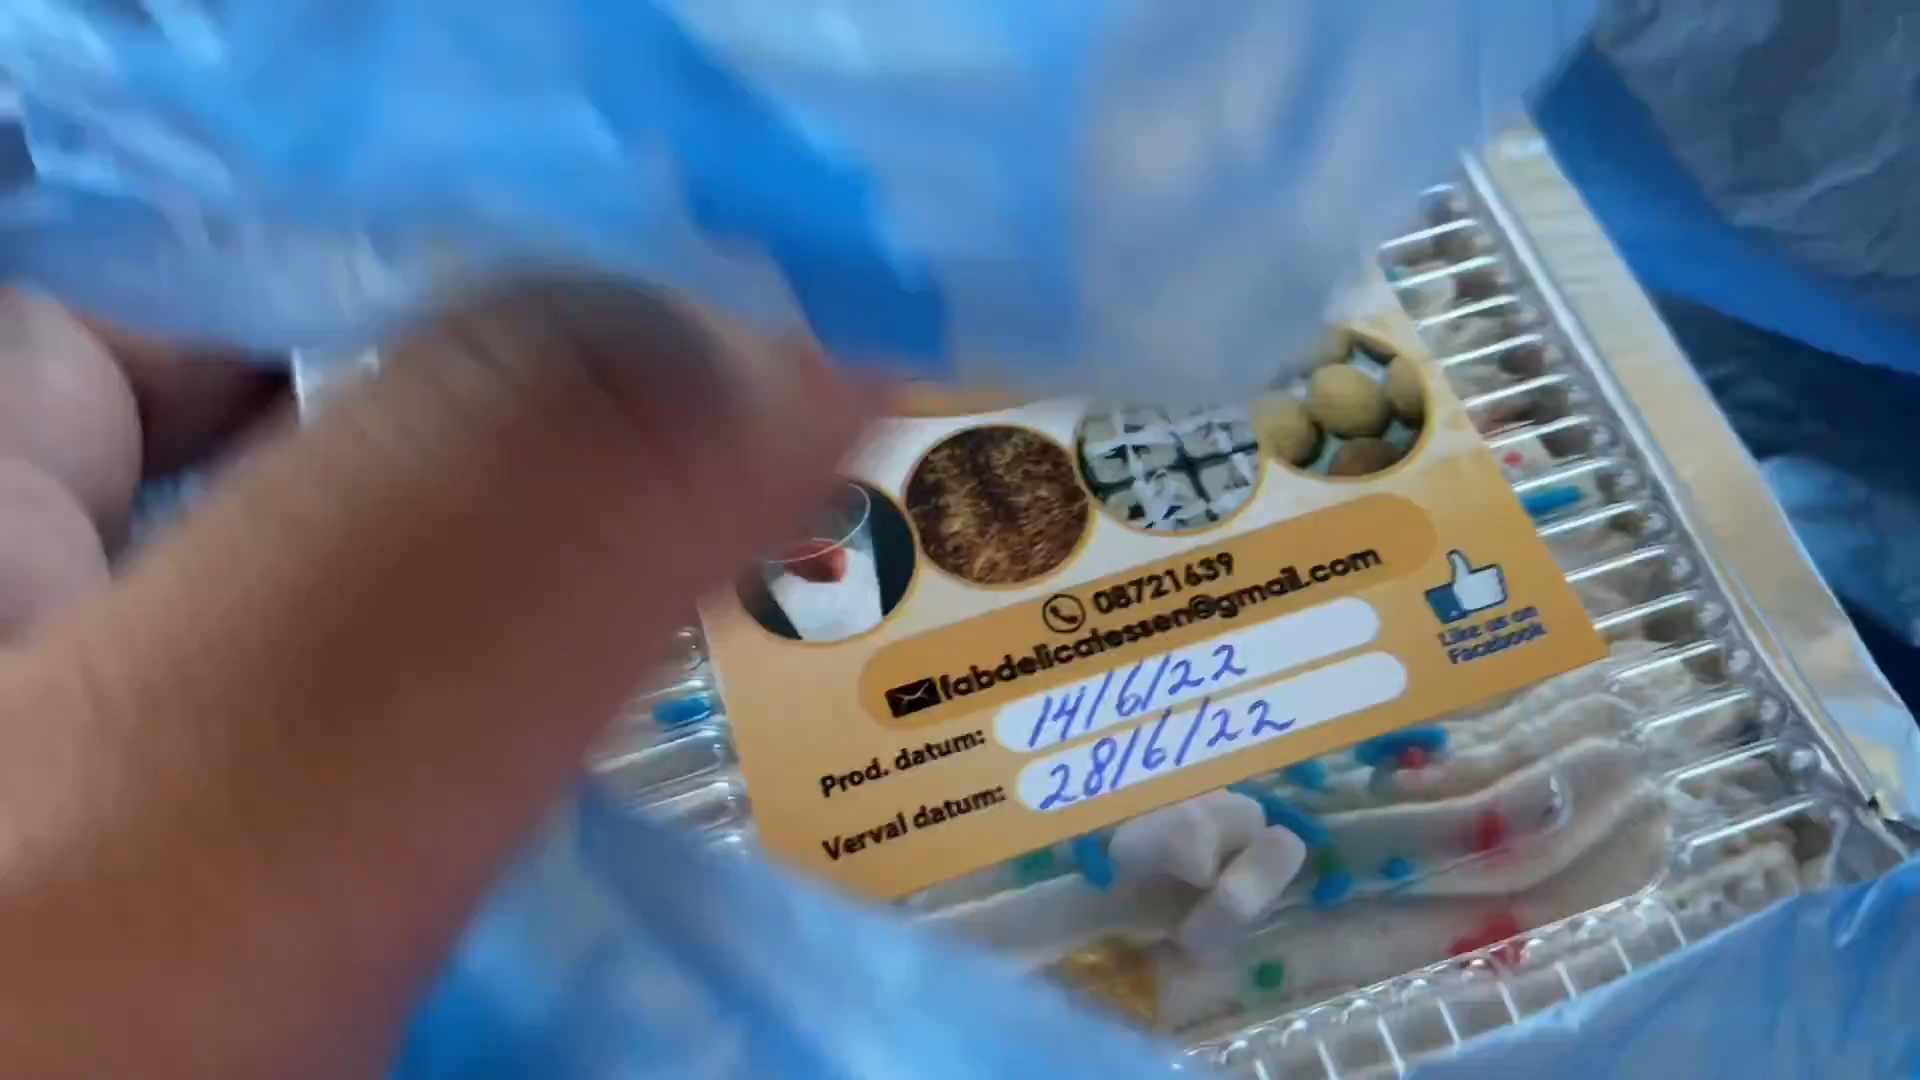 08721639
fabdelicatessen@gmail.com
Prod. datum: 14/6/22
Verval datum: 28/6/22
Like us on
Facebook